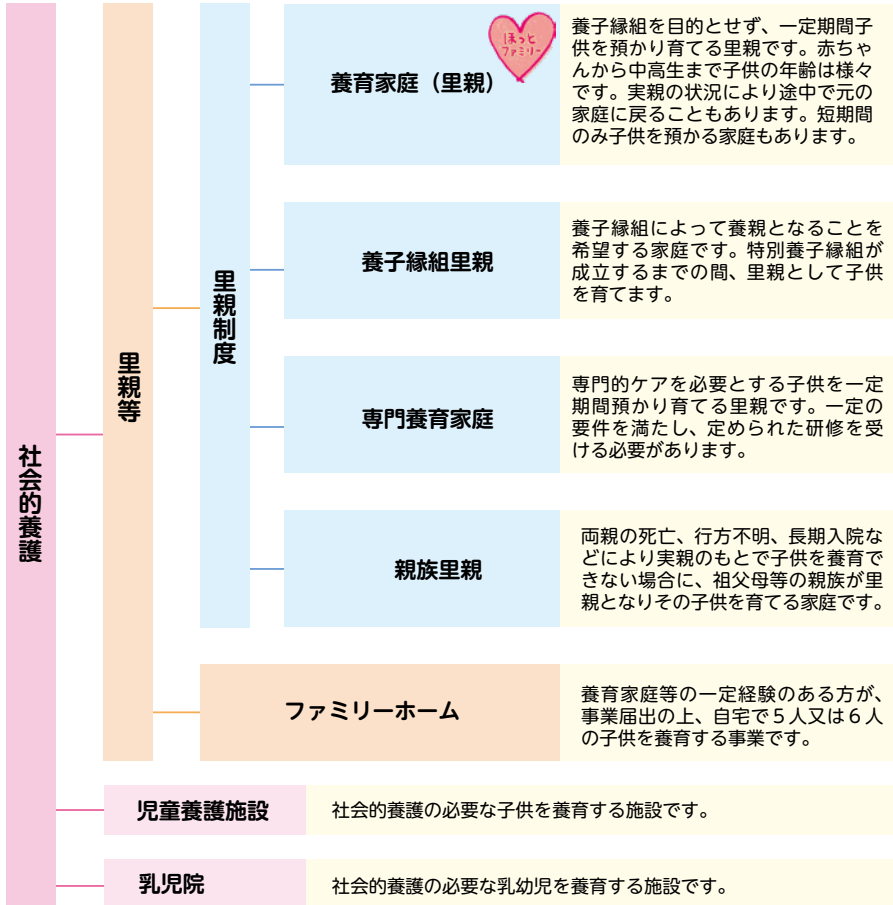 社会的養護
里親等
里親制度
養育家庭（里親）
ほっと
ファミリー
養子縁組を目的とせず、一定期間子
供を預かり育てる里親です。赤ちゃ
んから中高生まで子供の年齢は様々
です。実親の状況により途中で元の
家庭に戻ることもあります。短期間
のみ子供を預かる家庭もあります。
養子縁組里親
養子縁組によって養親となることを
希望する家庭です。特別養子縁組が
成立するまでの間、里親として子供
を育てます。
専門養育家庭
専門的ケアを必要とする子供を一定
期間預かり育てる里親です。一定の
要件を満たし、定められた研修を受
ける必要があります。
親族里親
両親の死亡、行方不明、長期入院な
どにより実親のもとで子供を養育で
きない場合に、祖父母等の親族が里
親となりその子供を育てる家庭です。
ファミリーホーム
養育家庭等の一定経験のある方が、
事業届出の上、自宅で５人又は６人
の子供を養育する事業です。
児童養護施設
社会的養護の必要な子供を養育する施設です。
乳児院
社会的養護の必要な乳幼児を養育する施設です。